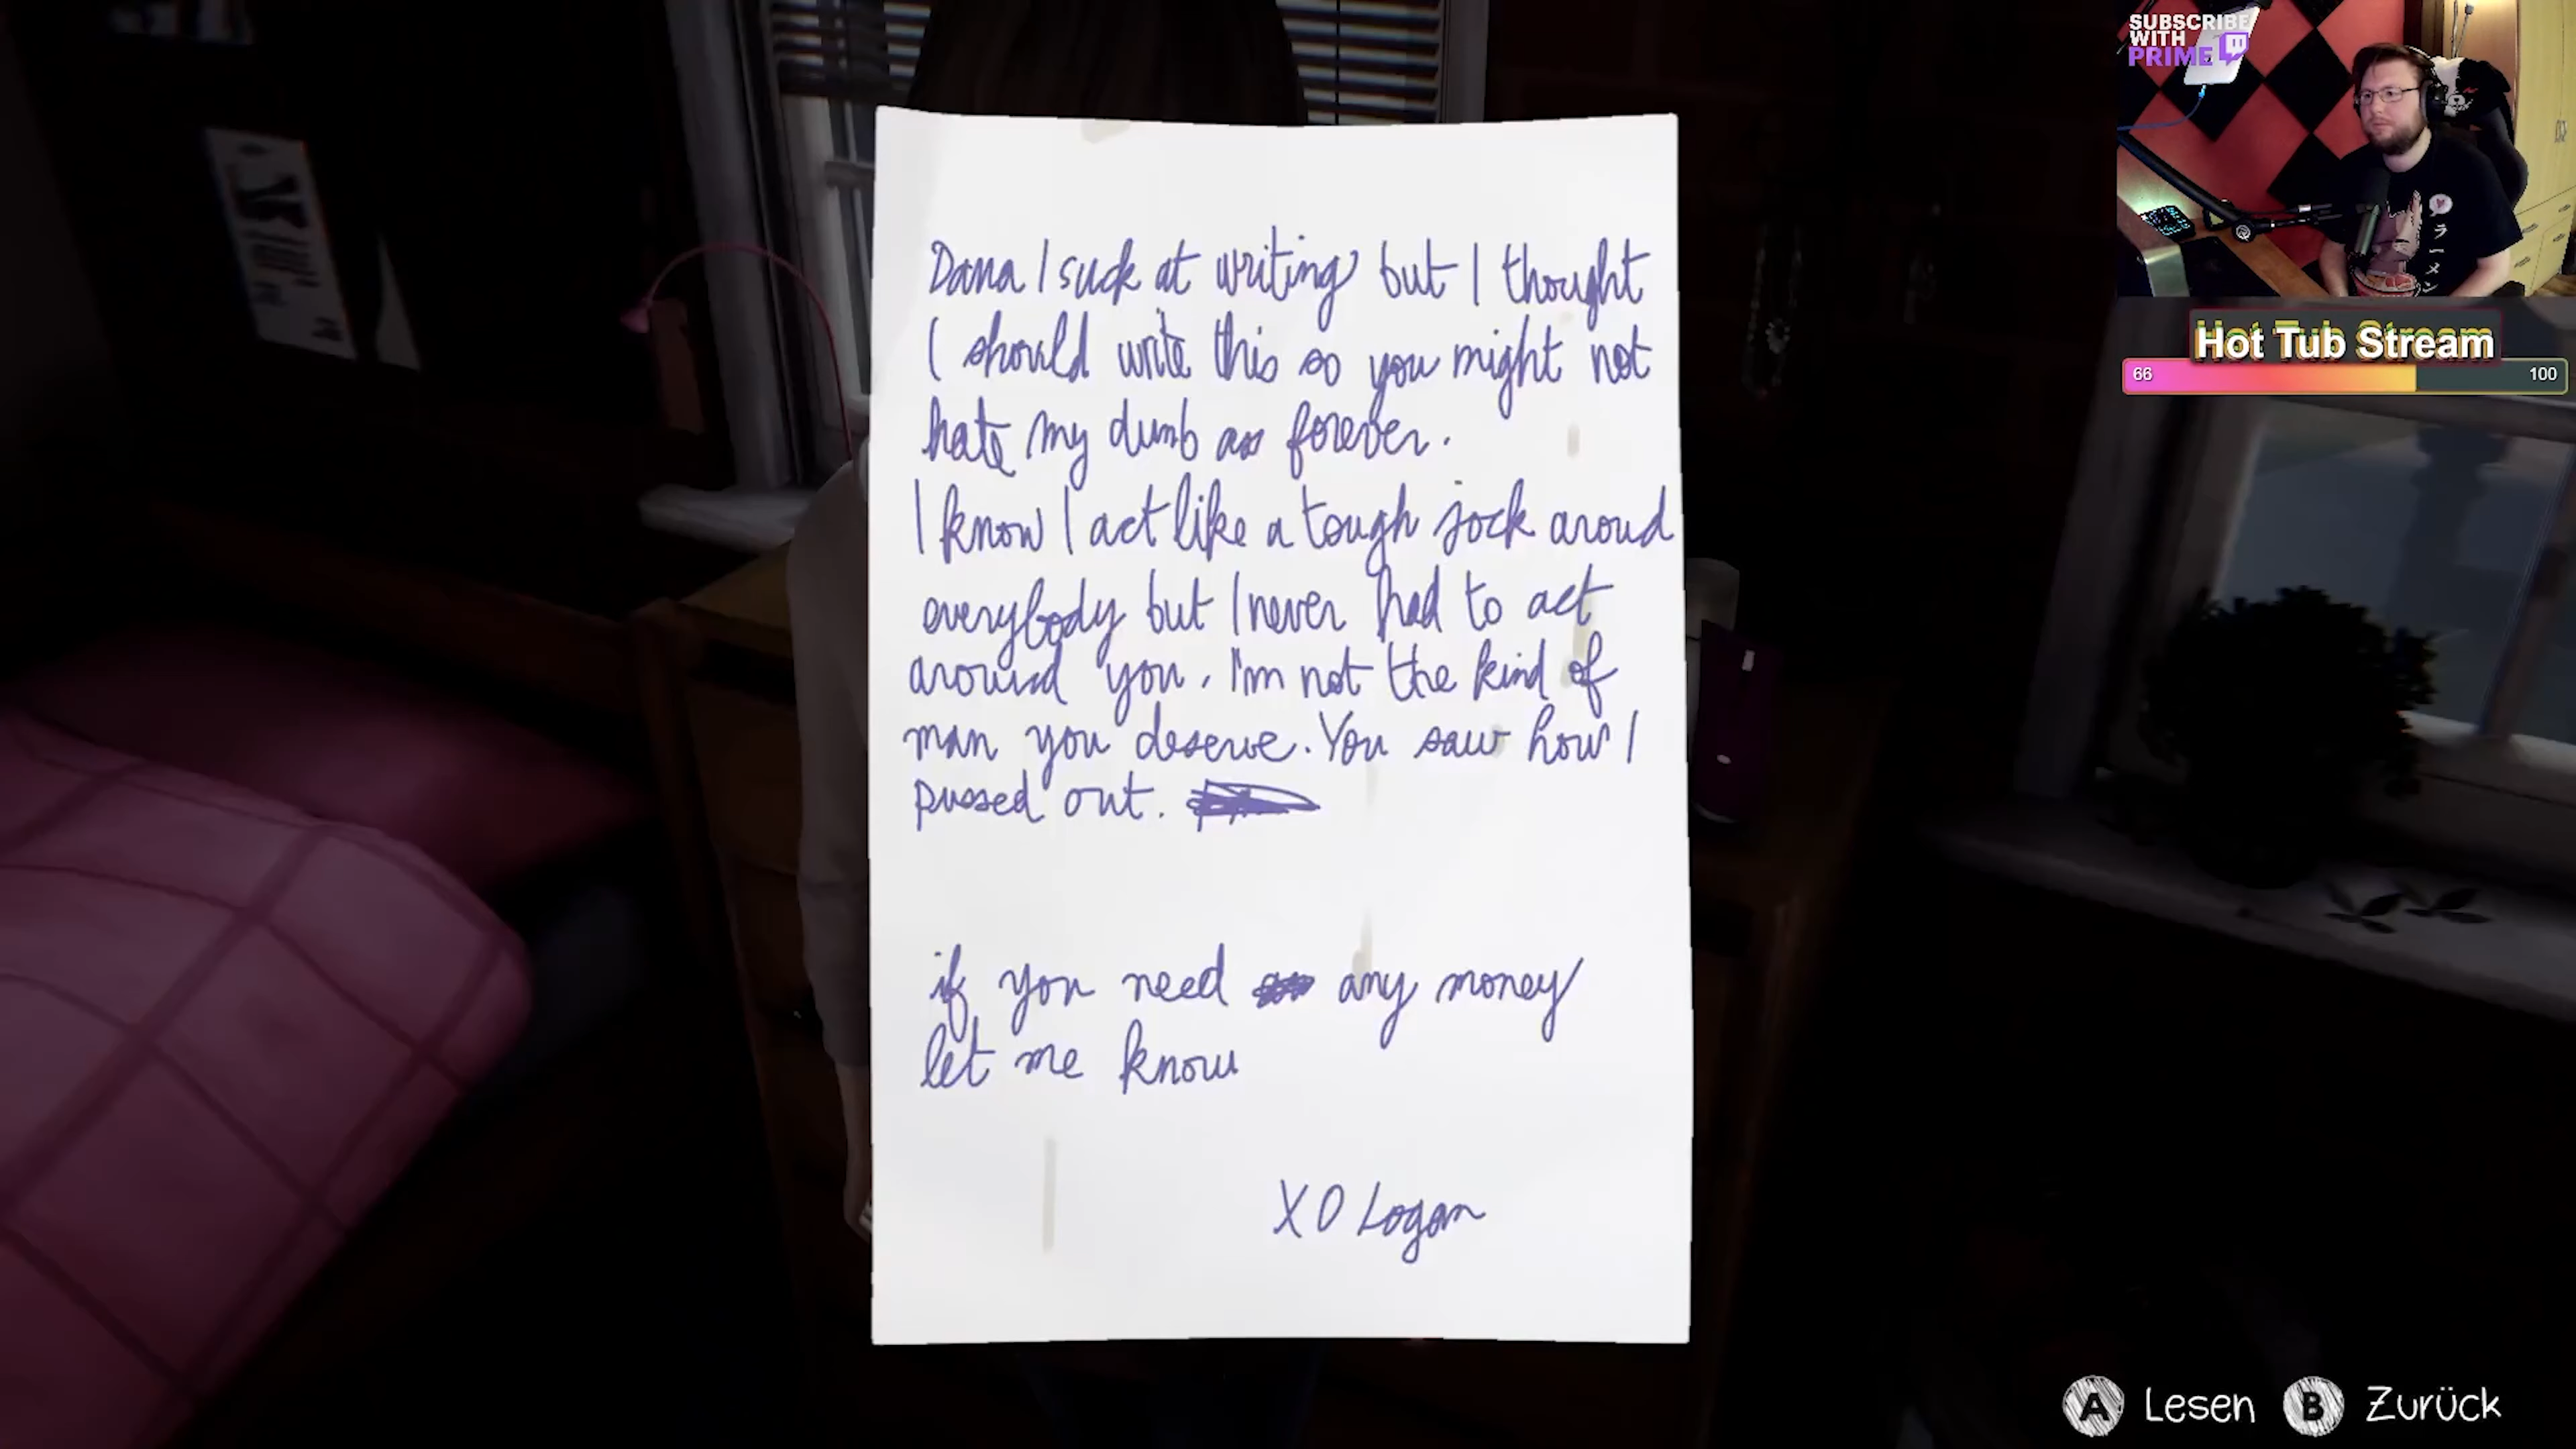 SUBSCRIBE
WITH
PRIME
Hot Tub Stream
66 100
Dana I suck at writing but I thought
I should write this so you might not
hate my dumb ass forever.
I know I act like a tough jock aroud
everybody but I never had to act
around you. I'm not the kind of
man you deserve. You saw how I
pussed out.
if you need any money
let me know
XO Logan
A Lesen B Zurück